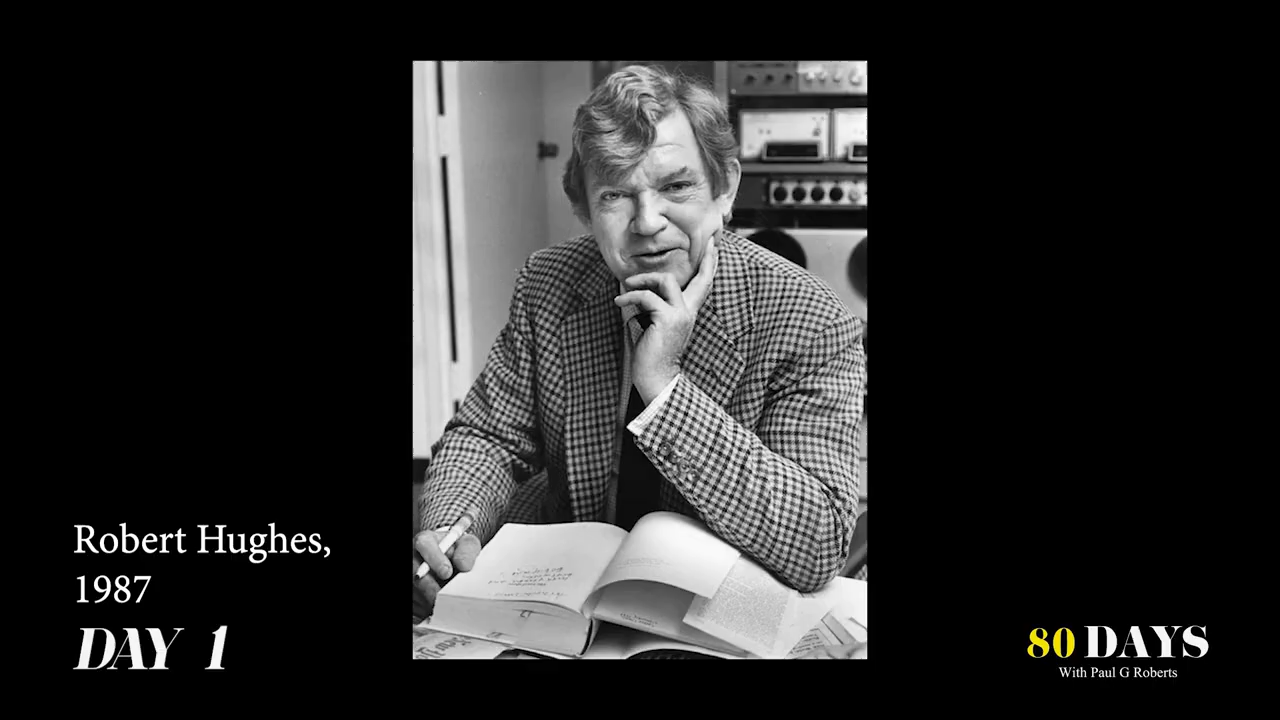 Robert Hughes,
1987
DAY 1
80 DAYS
With Paul G Roberts